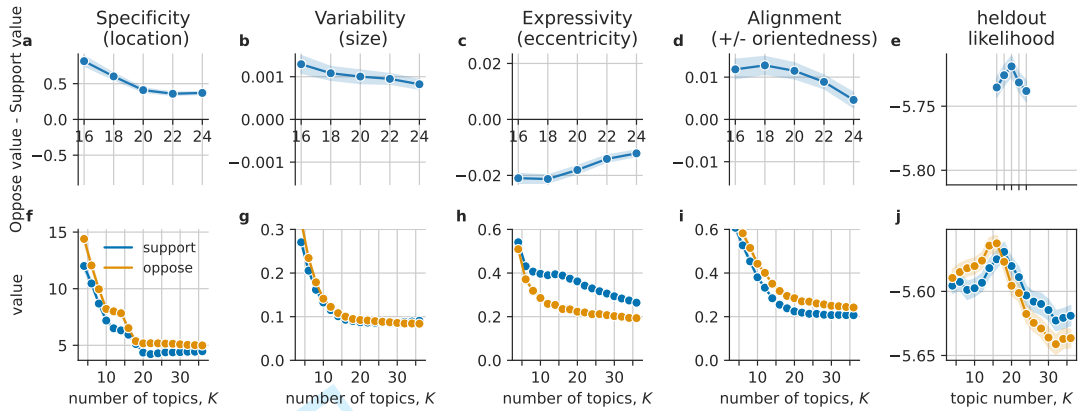 Specificity
(location)
Variability
(size)
Expressivity
(eccentricity)
Alignment
(+/- orientedness)
heldout
likelihood
Oppose value - Support value
a
0.5
0.0
−0.5
16 18 20 22 24
b
0.001
0.000
−0.001
16 18 20 22 24
c
0.02
0.00
−0.02
16 18 20 22 24
d
0.01
0.00
−0.01
16 18 20 22 24
e
−5.75
−5.80
value
f
15
10
5
support
oppose
10 20 30
number of topics, K
g
0.3
0.2
0.1
0.0
10 20 30
number of topics, K
h
0.6
0.4
0.2
0.0
10 20 30
number of topics, K
i
0.6
0.4
0.2
0.0
10 20 30
number of topics, K
j
−5.60
−5.65
10 20 30
topic number, K